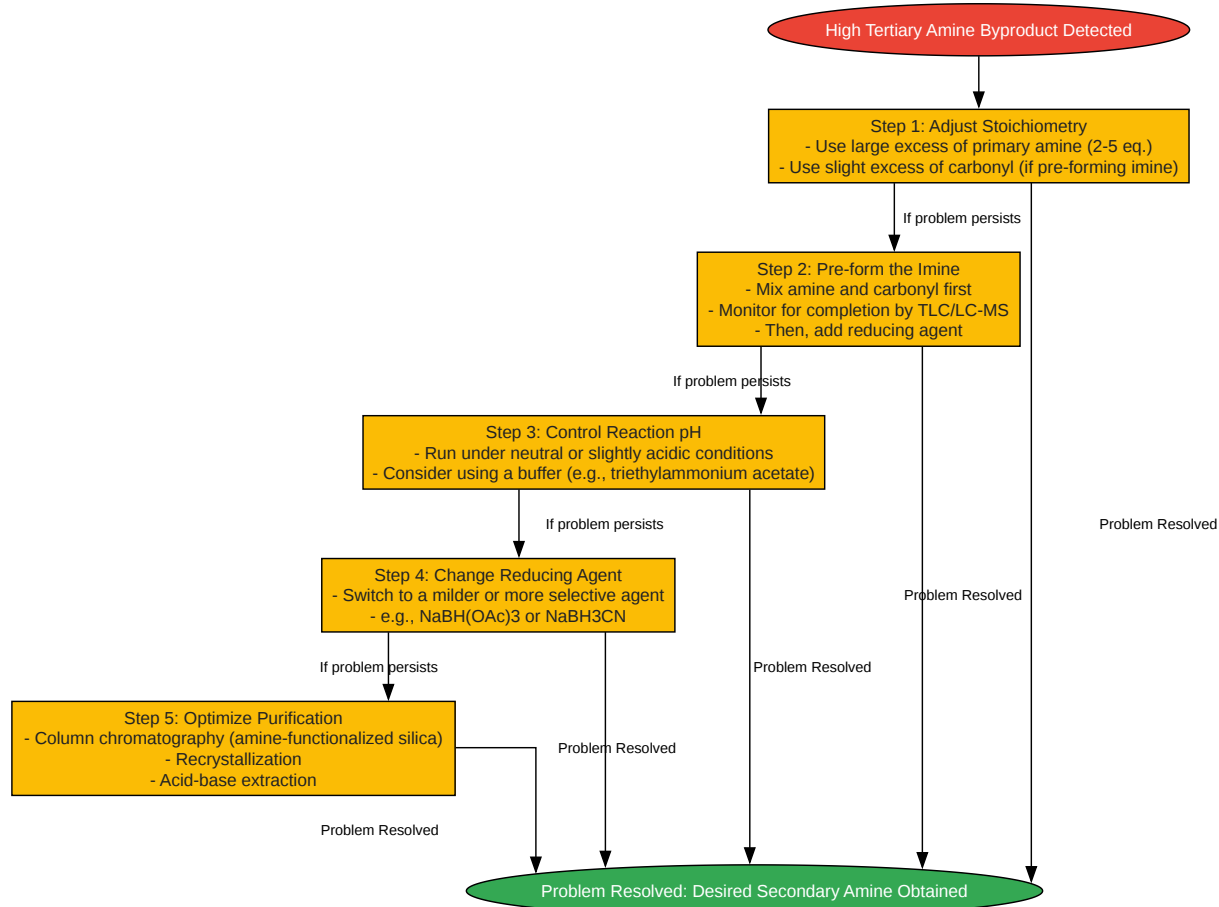 High Tertiary Amine Byproduct Detected
Step 1: Adjust Stoichiometry
- Use large excess of primary amine (2-5 eq.)
- Use slight excess of carbonyl (if pre-forming imine)
If problem persists
Step 2: Pre-form the Imine
- Mix amine and carbonyl first
- Monitor for completion by TLC/LC-MS
- Then, add reducing agent
If problem persists
Step 3: Control Reaction pH
- Run under neutral or slightly acidic conditions
- Consider using a buffer (e.g., triethylammonium acetate)
If problem persists
Problem Resolved
Step 4: Change Reducing Agent
- Switch to a milder or more selective agent
- e.g., NaBH(OAc)3 or NaBH3CN
Problem Resolved
If problem persists
Problem Resolved
Step 5: Optimize Purification
- Column chromatography (amine-functionalized silica)
- Recrystallization
- Acid-base extraction
Problem Resolved
Problem Resolved
Problem Resolved: Desired Secondary Amine Obtained